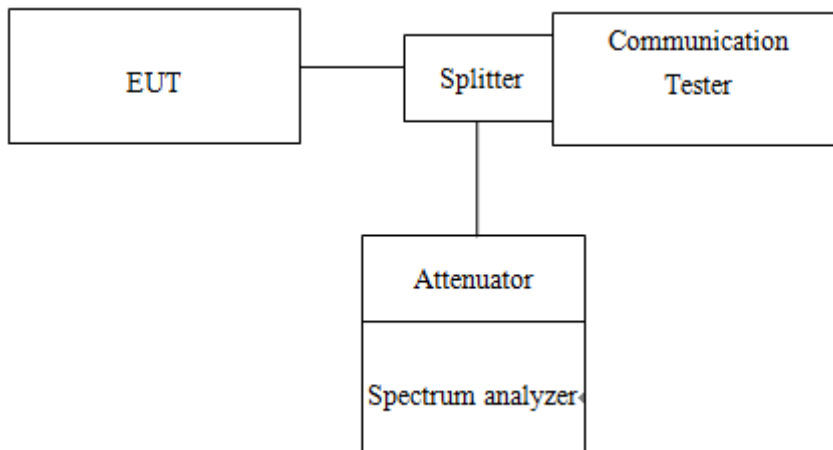 EUT
Splitter
Communication
Tester
Attenuator
Spectrum analyzer